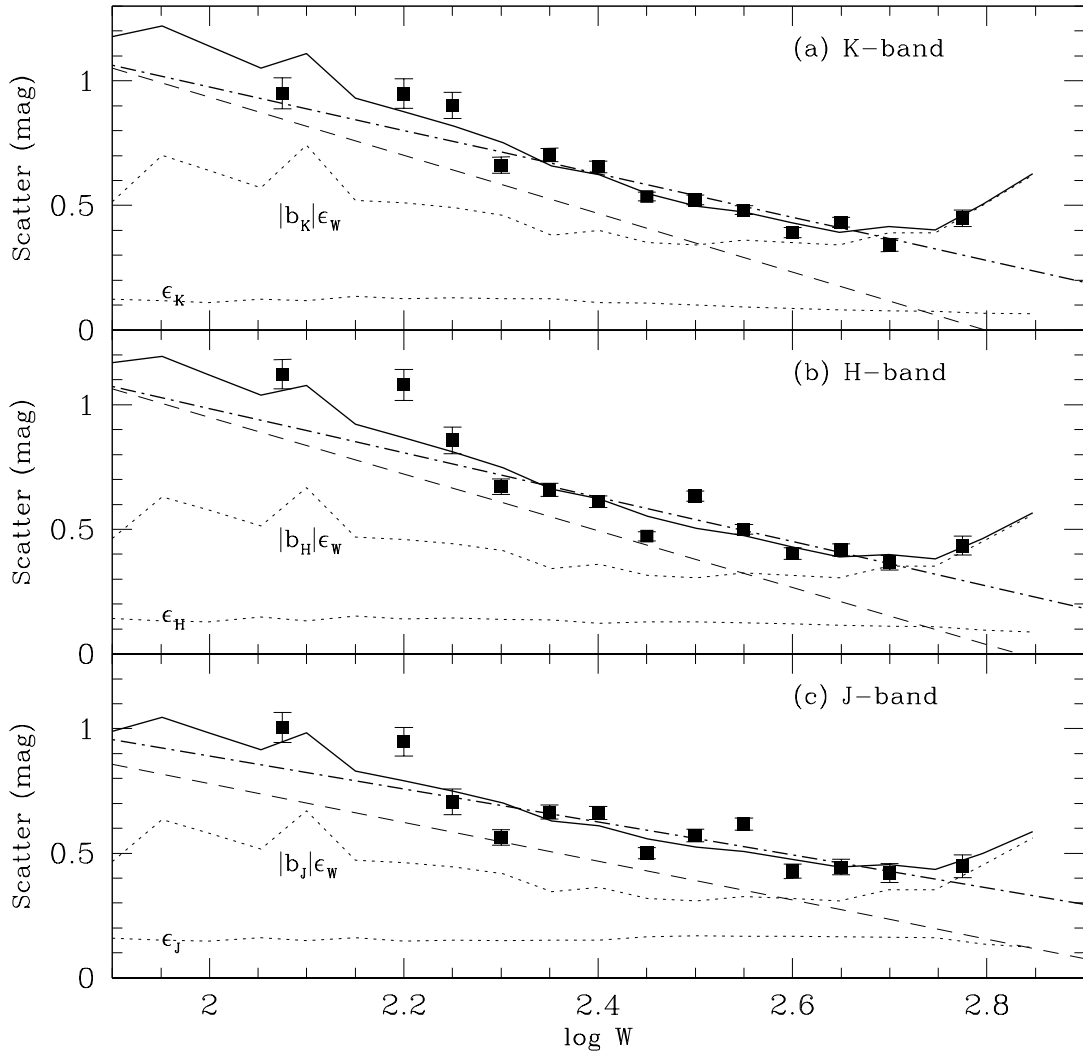 (a) K-band
Scatter (mag)
1
0.5
0
|b_K|ϵ_W
ϵ_K
(b) H-band
Scatter (mag)
1
0.5
0
|b_H|ϵ_W
ϵ_H
(c) J-band
Scatter (mag)
1
0.5
0
|b_J|ϵ_W
ϵ_J
2 2.2 2.4 2.6 2.8
log W